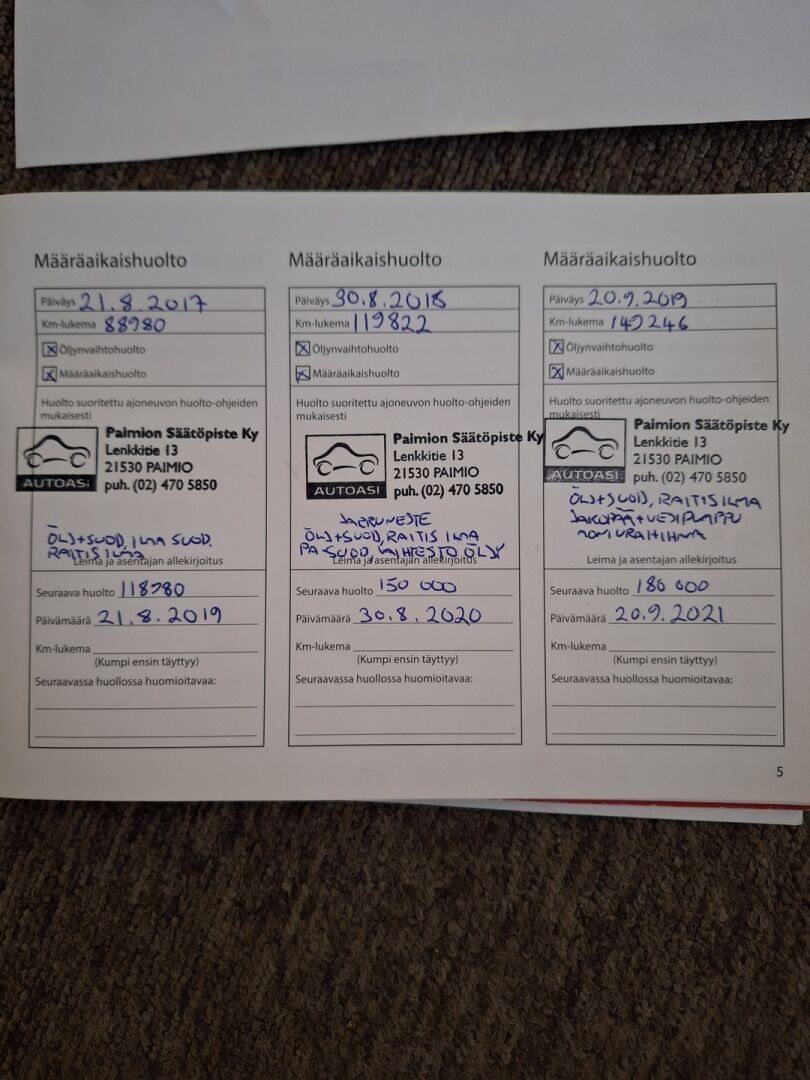 Määräaikaishuolto
Päiväys 21.8.2017
Km-lukema 88980
Öljynvaihtohuolto
Määräaikaishuolto
Huolto suoritettu ajoneuvon huolto-ohjeiden
mukaisesti
AUTOASI
Paimion Säätöpiste Ky
Lenkkitie 13
21530 PAIMIO
puh. (02) 470 5850
ÖLJ+SUOD, ILMA SUOD.
RAITIS ILMA
Leima ja asentajan allekirjoitus
Seuraava huolto 118980
Päivämäärä 21.8.2019
Km-lukema
(Kumpi ensin täyttyy)
Seuraavassa huollossa huomioitavaa:
Määräaikaishuolto
Päiväys 30.8.2018
Km-lukema 119822
Öljynvaihtohuolto
Määräaikaishuolto
Huolto suoritettu ajoneuvon huolto-ohjeiden
mukaisesti
AUTOASI
Paimion Säätöpiste Ky
Lenkkitie 13
21530 PAIMIO
puh. (02) 470 5850
JARRUNESTE
ÖLJ+SUOD, RAITIS ILMA
PA SUOD, VAIHTEISTO ÖLJY
Leima ja asentajan allekirjoitus
Seuraava huolto 150 000
Päivämäärä 30.8.2020
Km-lukema
(Kumpi ensin täyttyy)
Seuraavassa huollossa huomioitavaa:
Määräaikaishuolto
Päiväys 20.9.2019
Km-lukema 149246
Öljynvaihtohuolto
Määräaikaishuolto
Huolto suoritettu ajoneuvon huolto-ohjeiden
mukaisesti
AUTOASI
Paimion Säätöpiste Ky
Lenkkitie 13
21530 PAIMIO
puh. (02) 470 5850
ÖLJ+SUOD, RAITIS ILMA
JAKOPÄÄ+VESIPUMPPU
MONIURAHIHNA
Leima ja asentajan allekirjoitus
Seuraava huolto 180 000
Päivämäärä 20.9.2021
Km-lukema
(Kumpi ensin täyttyy)
Seuraavassa huollossa huomioitavaa:
5